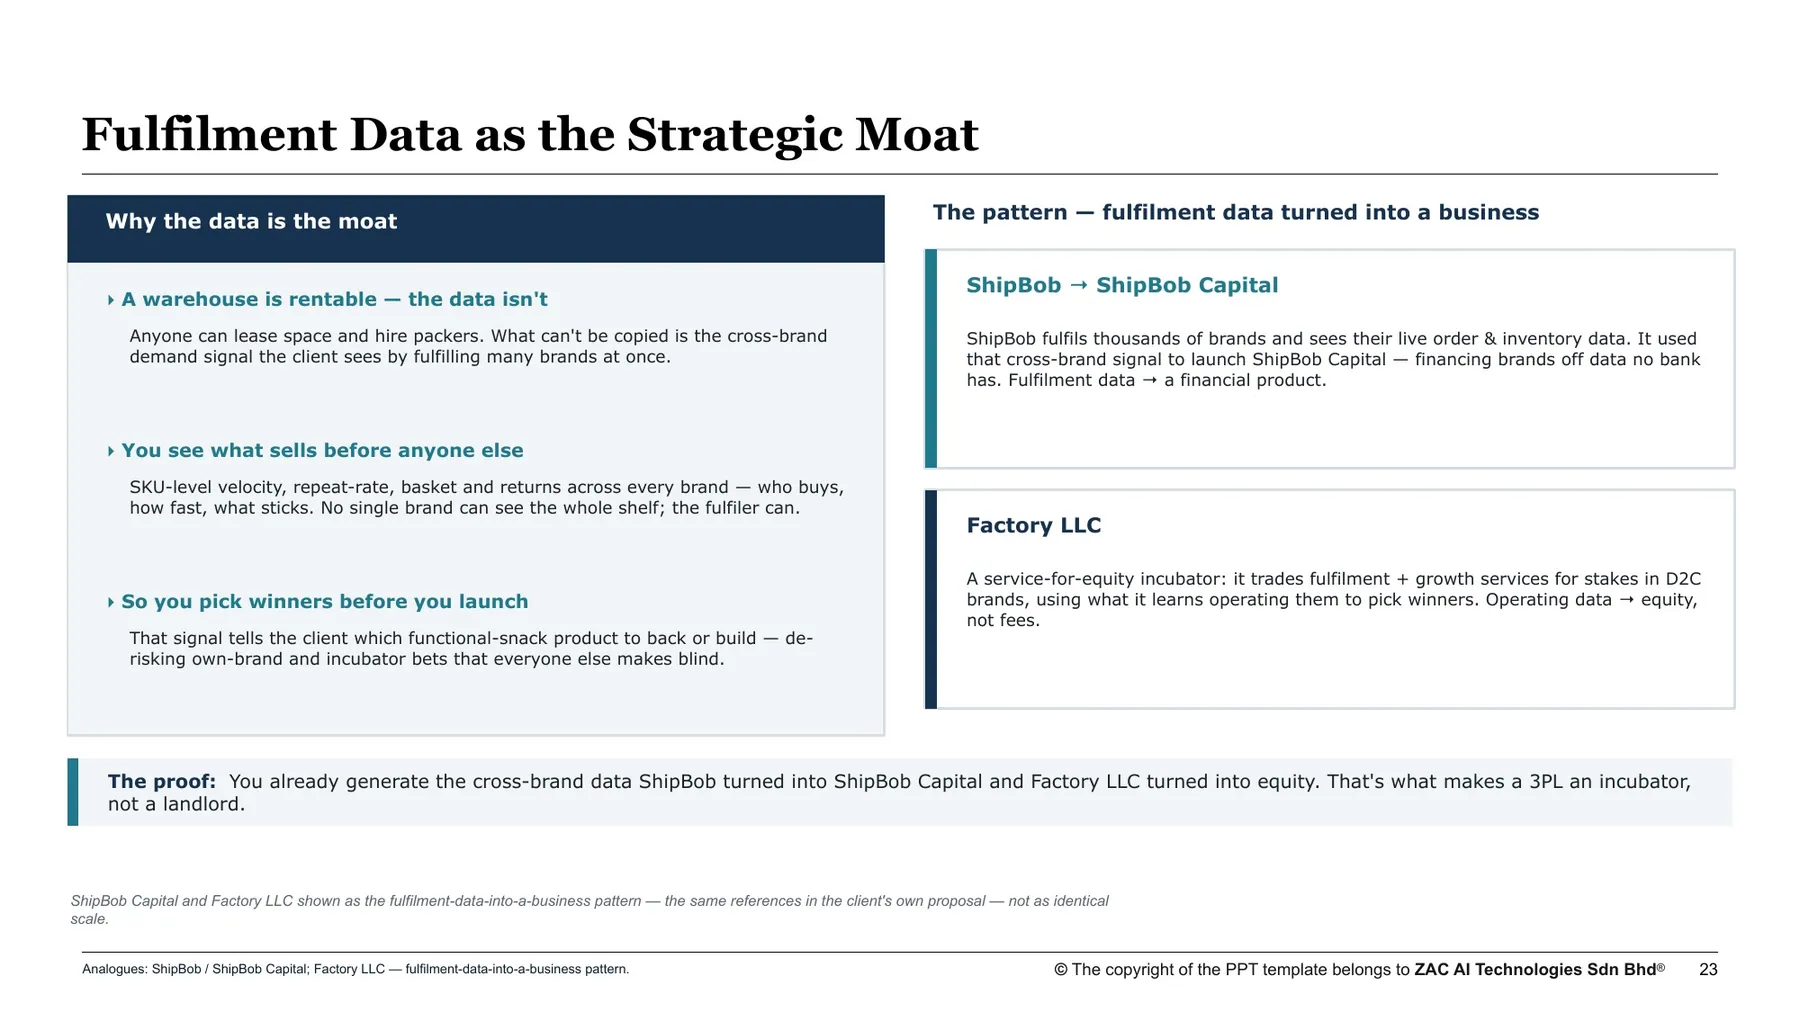 Fulfilment Data as the Strategic Moat
Why the data is the moat
A warehouse is rentable — the data isn't
Anyone can lease space and hire packers. What can't be copied is the cross-brand
demand signal the client sees by fulfilling many brands at once.
You see what sells before anyone else
SKU-level velocity, repeat-rate, basket and returns across every brand — who buys,
how fast, what sticks. No single brand can see the whole shelf; the fulfiler can.
So you pick winners before you launch
That signal tells the client which functional-snack product to back or build — de-
risking own-brand and incubator bets that everyone else makes blind.
The pattern — fulfilment data turned into a business
ShipBob → ShipBob Capital
ShipBob fulfils thousands of brands and sees their live order & inventory data. It used
that cross-brand signal to launch ShipBob Capital — financing brands off data no bank
has. Fulfilment data → a financial product.
Factory LLC
A service-for-equity incubator: it trades fulfilment + growth services for stakes in D2C
brands, using what it learns operating them to pick winners. Operating data → equity,
not fees.
The proof: You already generate the cross-brand data ShipBob turned into ShipBob Capital and Factory LLC turned into equity. That's what makes a 3PL an incubator,
not a landlord.
ShipBob Capital and Factory LLC shown as the fulfilment-data-into-a-business pattern — the same references in the client's own proposal — not as identical
scale.
Analogues: ShipBob / ShipBob Capital; Factory LLC — fulfilment-data-into-a-business pattern.
© The copyright of the PPT template belongs to ZAC AI Technologies Sdn Bhd® 23